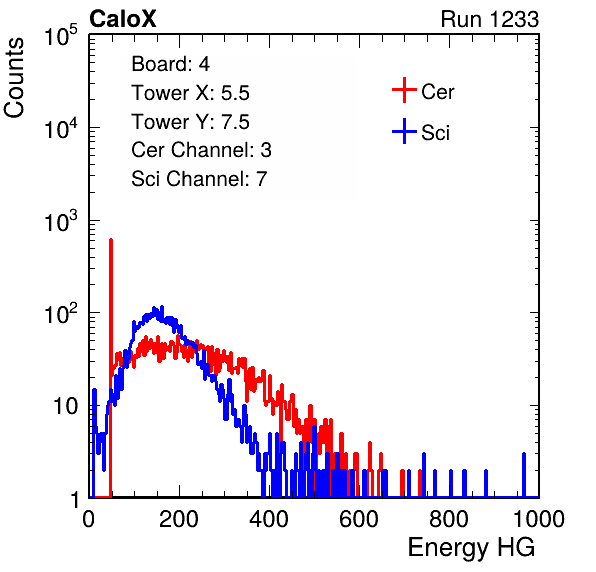 CaloX Run 1233
Counts
10^5
10^4
10^3
10^2
10
1
Board: 4
Tower X: 5.5
Tower Y: 7.5
Cer Channel: 3
Sci Channel: 7
Cer
Sci
0 200 400 600 800 1000
Energy HG